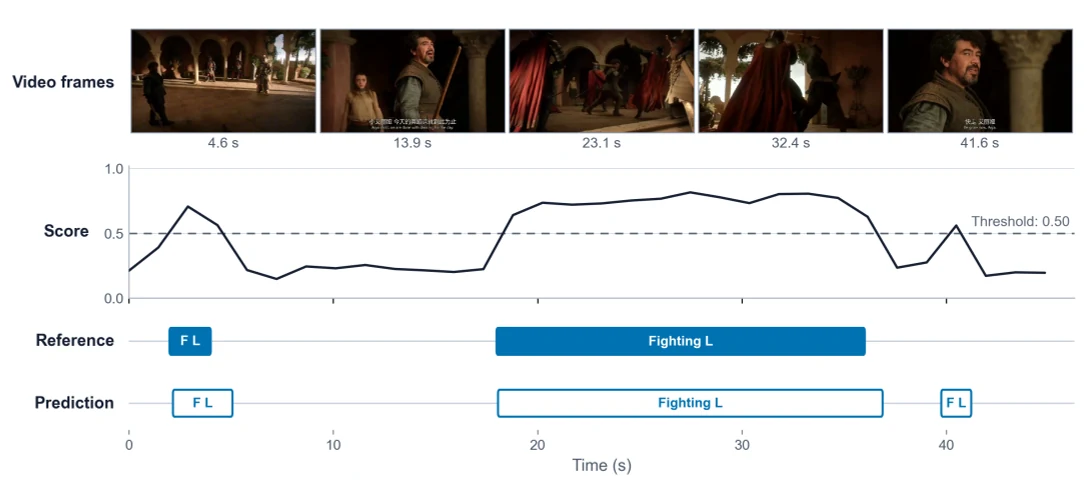 Video frames
4.6 s
13.9 s
23.1 s
32.4 s
41.6 s
1.0
Score
0.5
Threshold: 0.50
0.0
Reference
F L
Fighting L
Prediction
F L
Fighting L
F L
0
10
20
30
40
Time (s)